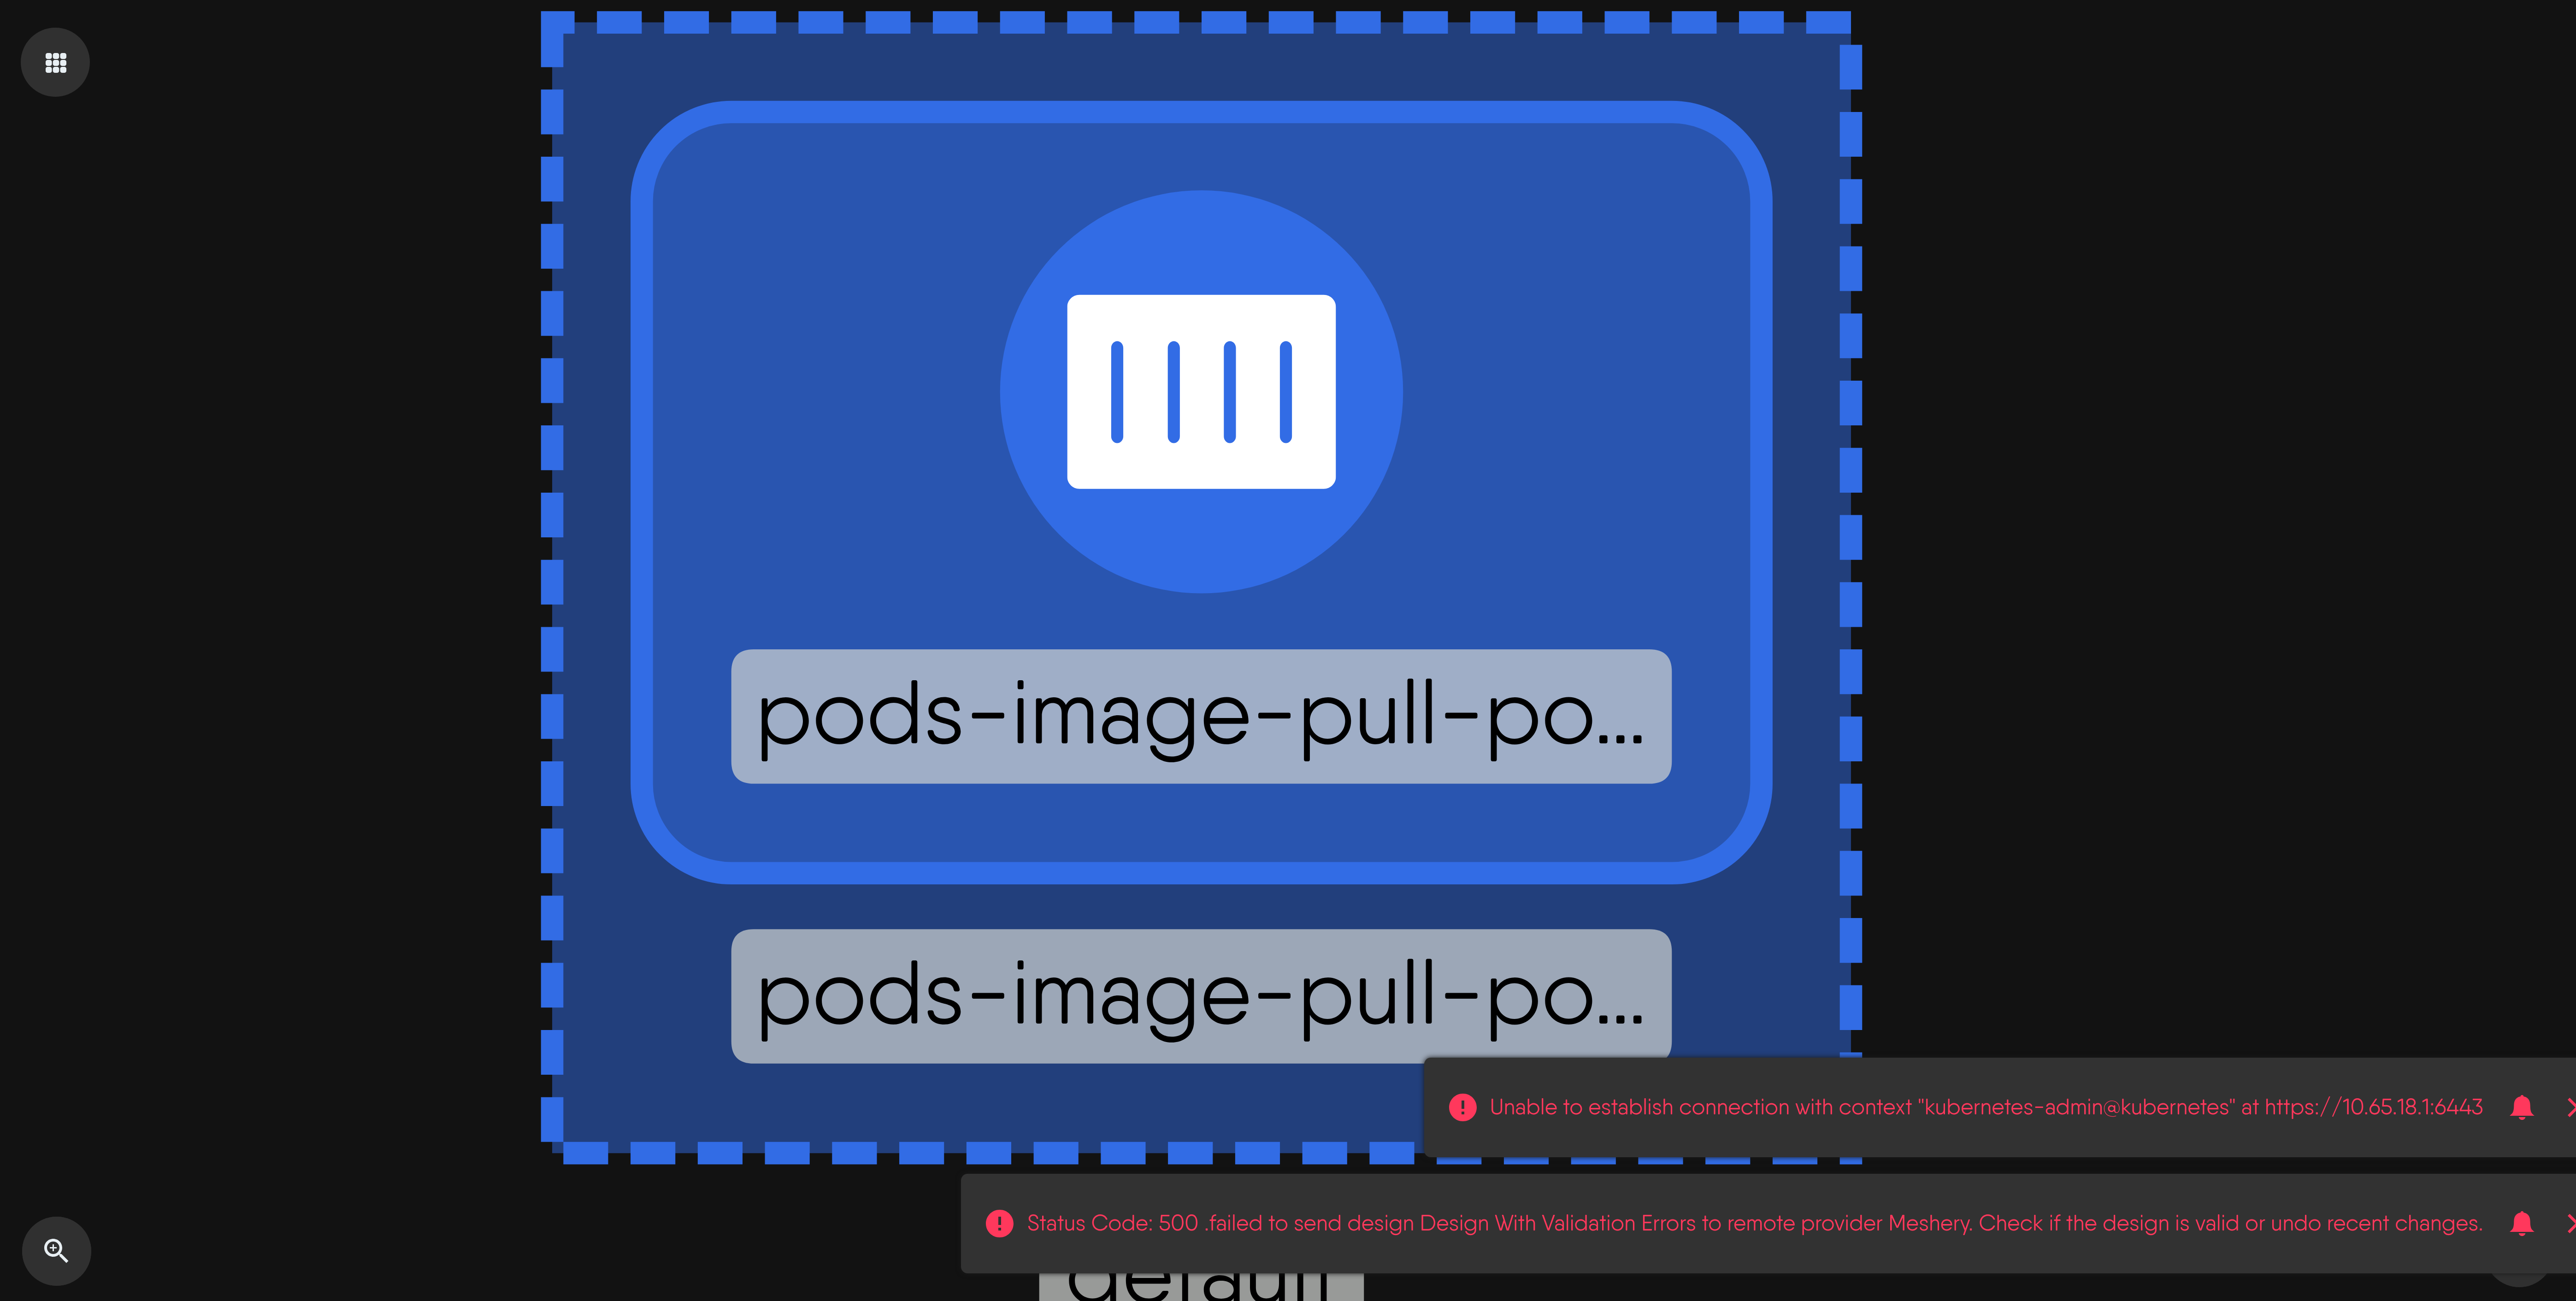 pods-image-pull-po...
pods-image-pull-po...
Unable to establish connection with context "kubernetes-admin@kubernetes" at https://10.65.18.1:6443
Status Code: 500 .failed to send design Design With Validation Errors to remote provider Meshery. Check if the design is valid or undo recent changes.
default